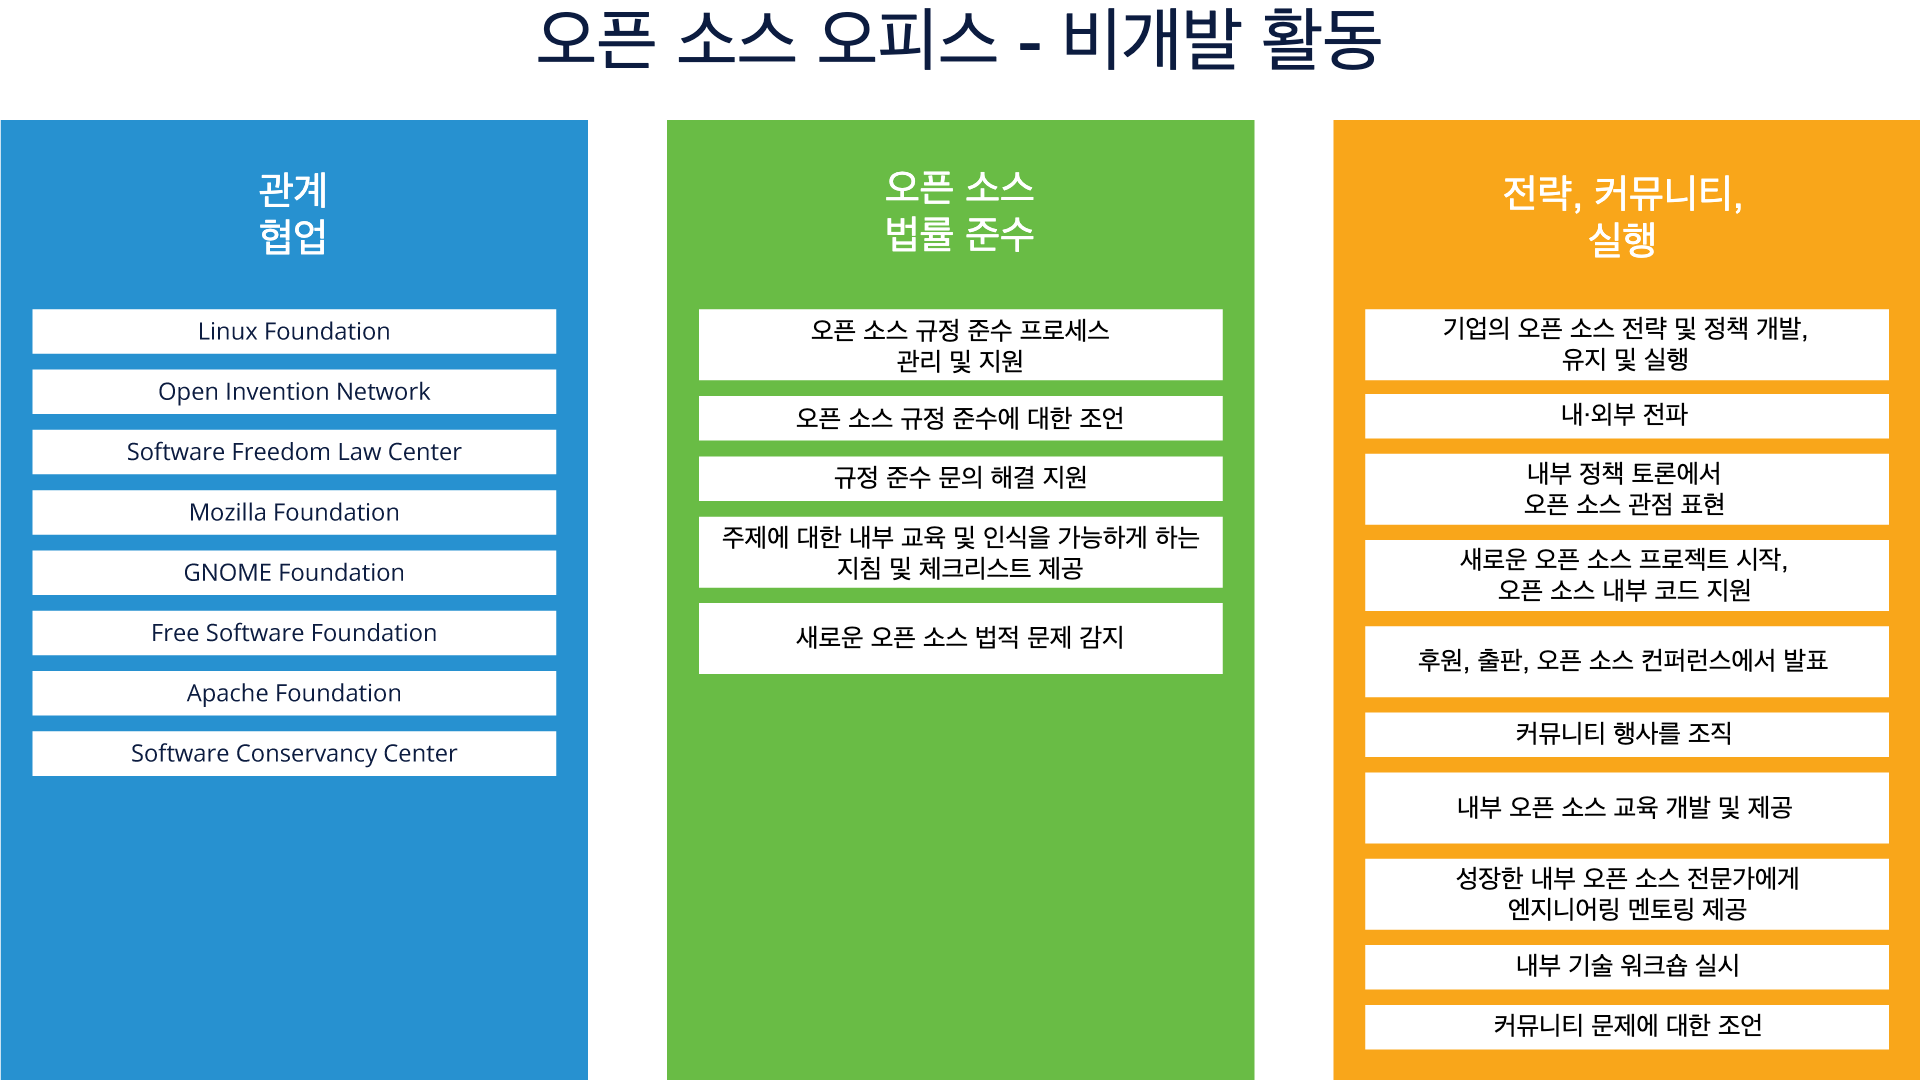 오픈 소스 오피스 - 비개발 활동
관계
협업
Linux Foundation
Open Invention Network
Software Freedom Law Center
Mozilla Foundation
GNOME Foundation
Free Software Foundation
Apache Foundation
Software Conservancy Center
오픈 소스
법률 준수
오픈 소스 규정 준수 프로세스
관리 및 지원
오픈 소스 규정 준수에 대한 조언
규정 준수 문의 해결 지원
주제에 대한 내부 교육 및 인식을 가능하게 하는
지침 및 체크리스트 제공
새로운 오픈 소스 법적 문제 감지
전략, 커뮤니티,
실행
기업의 오픈 소스 전략 및 정책 개발,
유지 및 실행
내·외부 전파
내부 정책 토론에서
오픈 소스 관점 표현
새로운 오픈 소스 프로젝트 시작,
오픈 소스 내부 코드 지원
후원, 출판, 오픈 소스 컨퍼런스에서 발표
커뮤니티 행사를 조직
내부 오픈 소스 교육 개발 및 제공
성장한 내부 오픈 소스 전문가에게
엔지니어링 멘토링 제공
내부 기술 워크숍 실시
커뮤니티 문제에 대한 조언